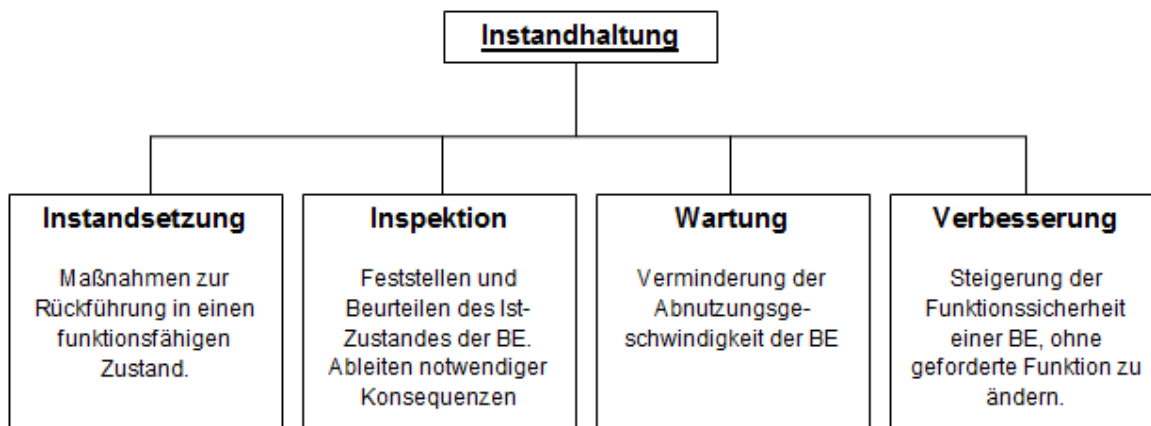 Instandhaltung
Instandsetzung
Maßnahmen zur
Rückführung in einen
funktionsfähigen
Zustand.
Inspektion
Feststellen und
Beurteilen des Ist-
Zustandes der BE.
Ableiten notwendiger
Konsequenzen
Wartung
Verminderung der
Abnutzungsge-
schwindigkeit der BE
Verbesserung
Steigerung der
Funktionssicherheit
einer BE, ohne
geforderte Funktion zu
ändern.